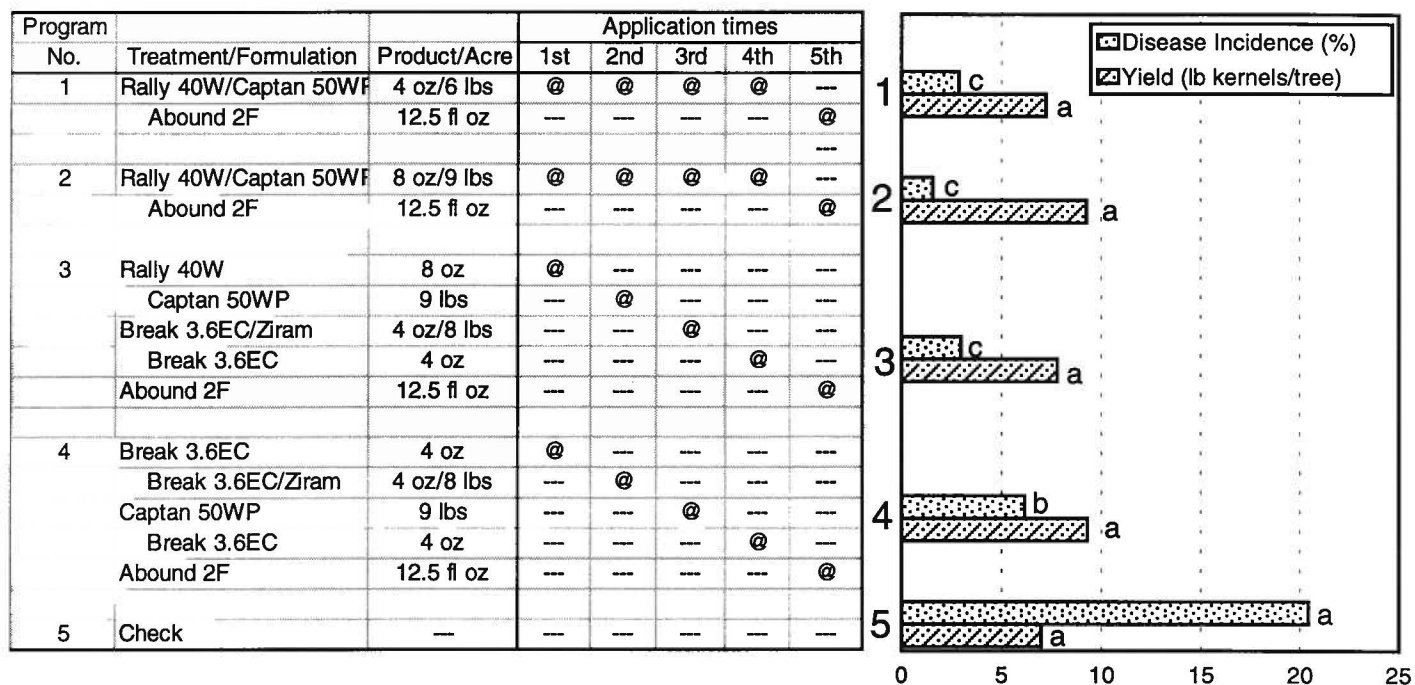 Program Application times
No. Treatment/Formulation Product/Acre 1st 2nd 3rd 4th 5th
1 Rally 40W/Captan 50WP 4 oz/6 lbs @ @ @ @ ---
Abound 2F 12.5 fl oz --- --- --- --- @
---
2 Rally 40W/Captan 50WP 8 oz/9 lbs @ @ @ @ ---
Abound 2F 12.5 fl oz --- --- --- --- @
3 Rally 40W 8 oz @ --- --- --- ---
Captan 50WP 9 lbs --- @ --- --- ---
Break 3.6EC/Ziram 4 oz/8 lbs --- --- @ --- ---
Break 3.6EC 4 oz --- --- --- @ ---
Abound 2F 12.5 fl oz --- --- --- --- @
4 Break 3.6EC 4 oz @ --- --- --- ---
Break 3.6EC/Ziram 4 oz/8 lbs --- @ --- --- ---
Captan 50WP 9 lbs --- --- @ --- ---
Break 3.6EC 4 oz --- --- --- @ ---
Abound 2F 12.5 fl oz --- --- --- --- @
5 Check --- --- --- --- --- ---
Disease Incidence (%)
Yield (lb kernels/tree)
1 c
a
2 c
a
3 c
a
4 b
a
5 a
a
0 5 10 15 20 25